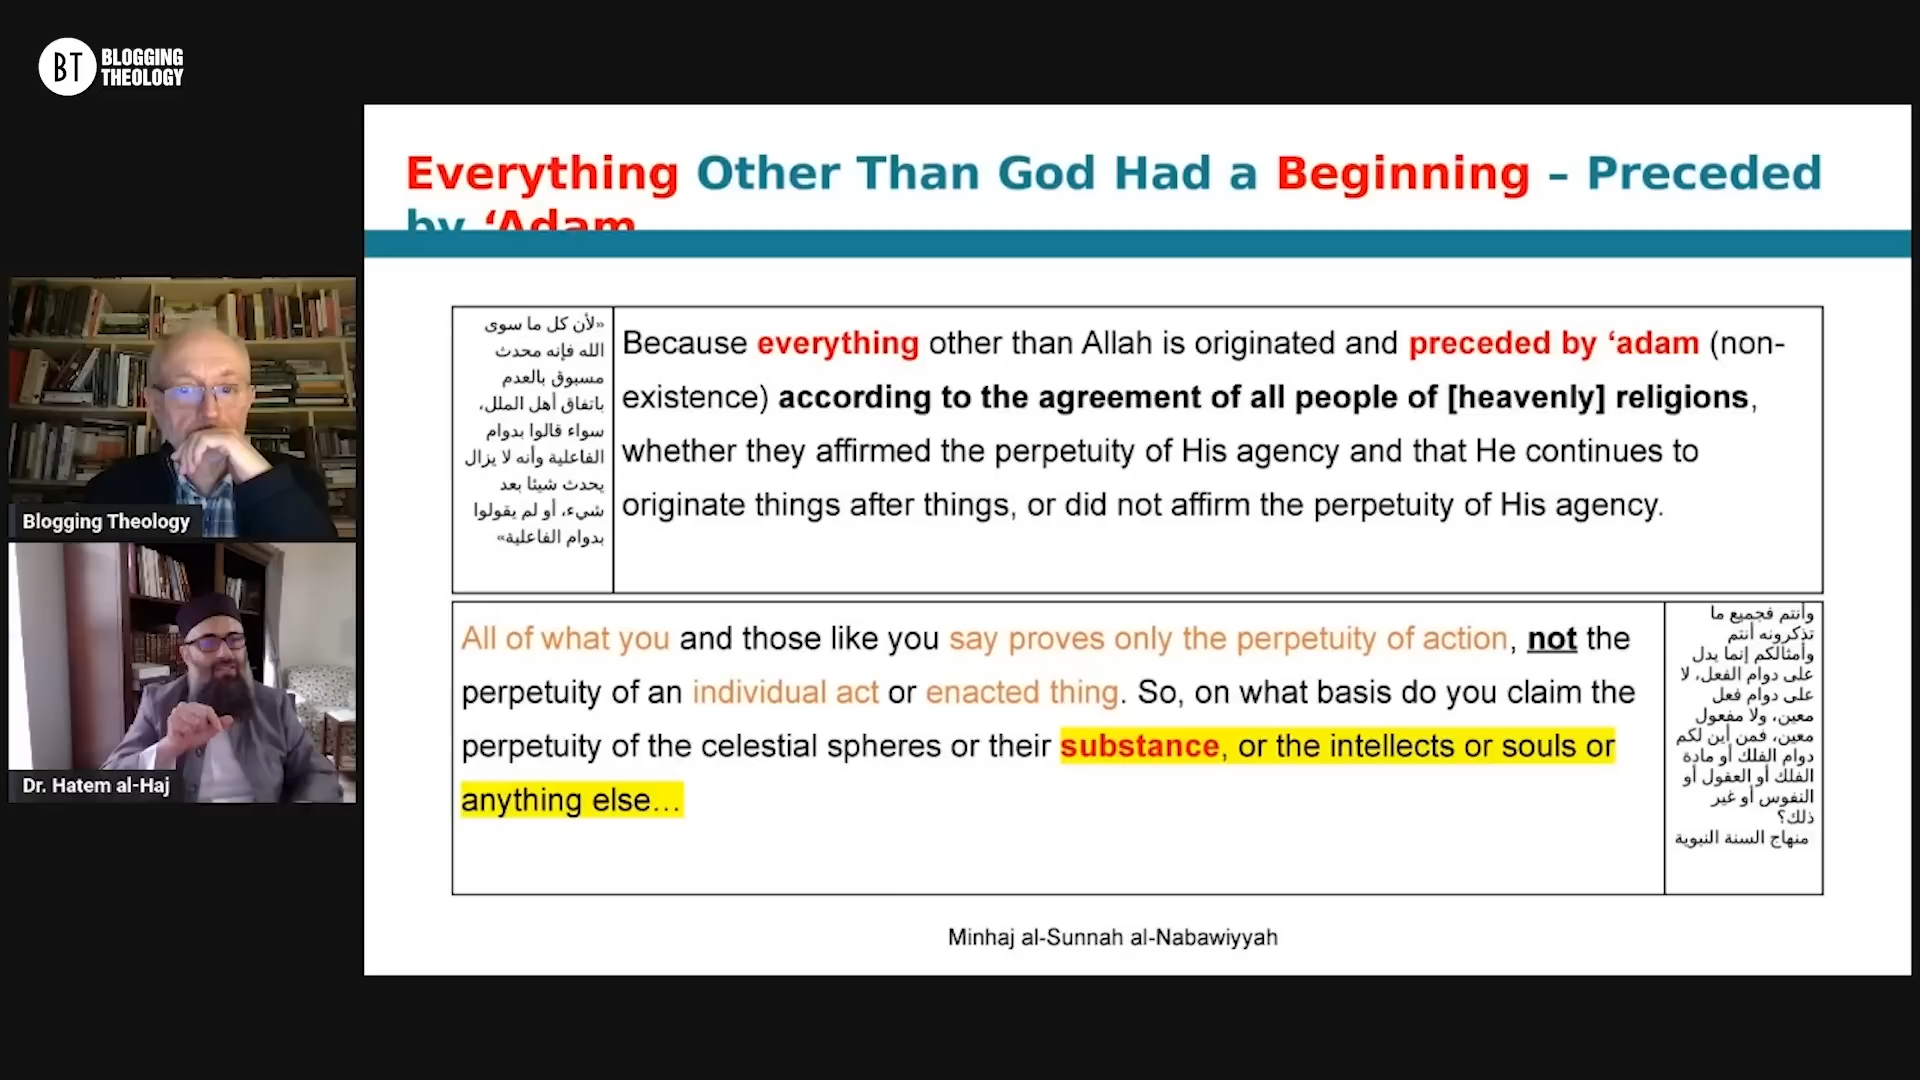 BT BLOGGING
THEOLOGY
Everything Other Than God Had a Beginning – Preceded
by ‘Adam
«لأن كل ما سوى
الله فإنه محدث
مسبوق بالعدم
باتفاق أهل الملل،
سواء قالوا بدوام
الفاعلية وأنه لا يزال
يحدث شيئا بعد
شيء، أو لم يقولوا
بدوام الفاعلية»
Because everything other than Allah is originated and preceded by ‘adam (non-
existence) according to the agreement of all people of [heavenly] religions,
whether they affirmed the perpetuity of His agency and that He continues to
originate things after things, or did not affirm the perpetuity of His agency.
All of what you and those like you say proves only the perpetuity of action, not the
perpetuity of an individual act or enacted thing. So, on what basis do you claim the
perpetuity of the celestial spheres or their substance, or the intellects or souls or
anything else…
وأنتم فجميع ما
تذكرونه أنتم
وأمثالكم إنما يدل
على دوام الفعل، لا
على دوام فعل
معين، ولا مفعول
معين، فمن أين لكم
دوام الفلك أو مادة
الفلك أو العقول أو
النفوس أو غير
ذلك؟
منهاج السنة النبوية
Minhaj al-Sunnah al-Nabawiyyah
Blogging Theology
Dr. Hatem al-Haj